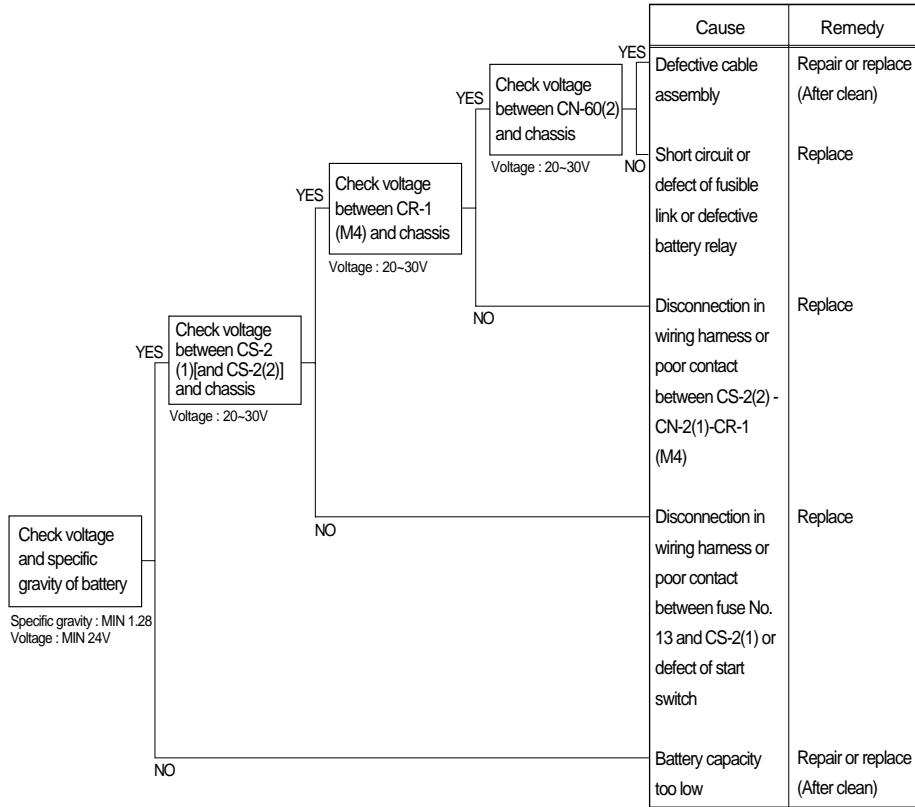 Cause
Remedy
YES
Defective cable
assembly
Repair or replace
(After clean)
YES
Check voltage
between CN-60(2)
and chassis
Voltage : 20~30V
NO
Short circuit or
defect of fusible
link or defective
battery relay
Replace
YES
Check voltage
between CR-1
(M4) and chassis
Voltage : 20~30V
NO
Disconnection in
wiring harness or
poor contact
between CS-2(2) -
CN-2(1)-CR-1
(M4)
Replace
YES
Check voltage
between CS-2
(1)[and CS-2(2)]
and chassis
Voltage : 20~30V
NO
Disconnection in
wiring harness or
poor contact
between fuse No.
13 and CS-2(1) or
defect of start
switch
Replace
Check voltage
and specific
gravity of battery
Specific gravity : MIN 1.28
Voltage : MIN 24V
NO
Battery capacity
too low
Repair or replace
(After clean)